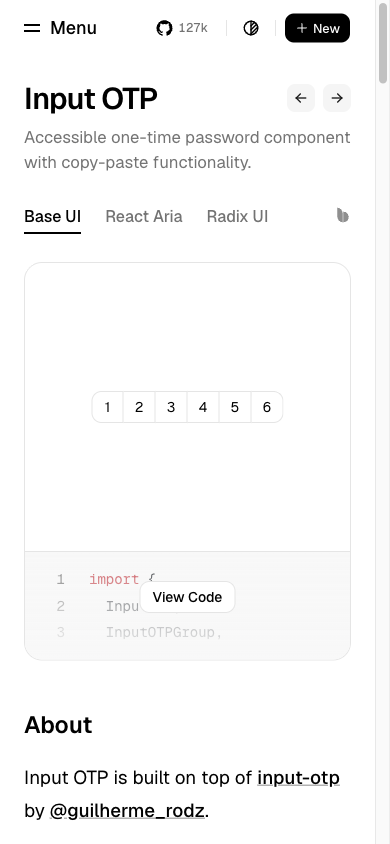 Menu 127k New
Input OTP
Accessible one-time password component
with copy-paste functionality.
Base UI React Aria Radix UI
1 2 3 4 5 6
1 import {
2 Inpu
3 InputOTPGroup,
View Code
About
Input OTP is built on top of input-otp
by @guilherme_rodz.